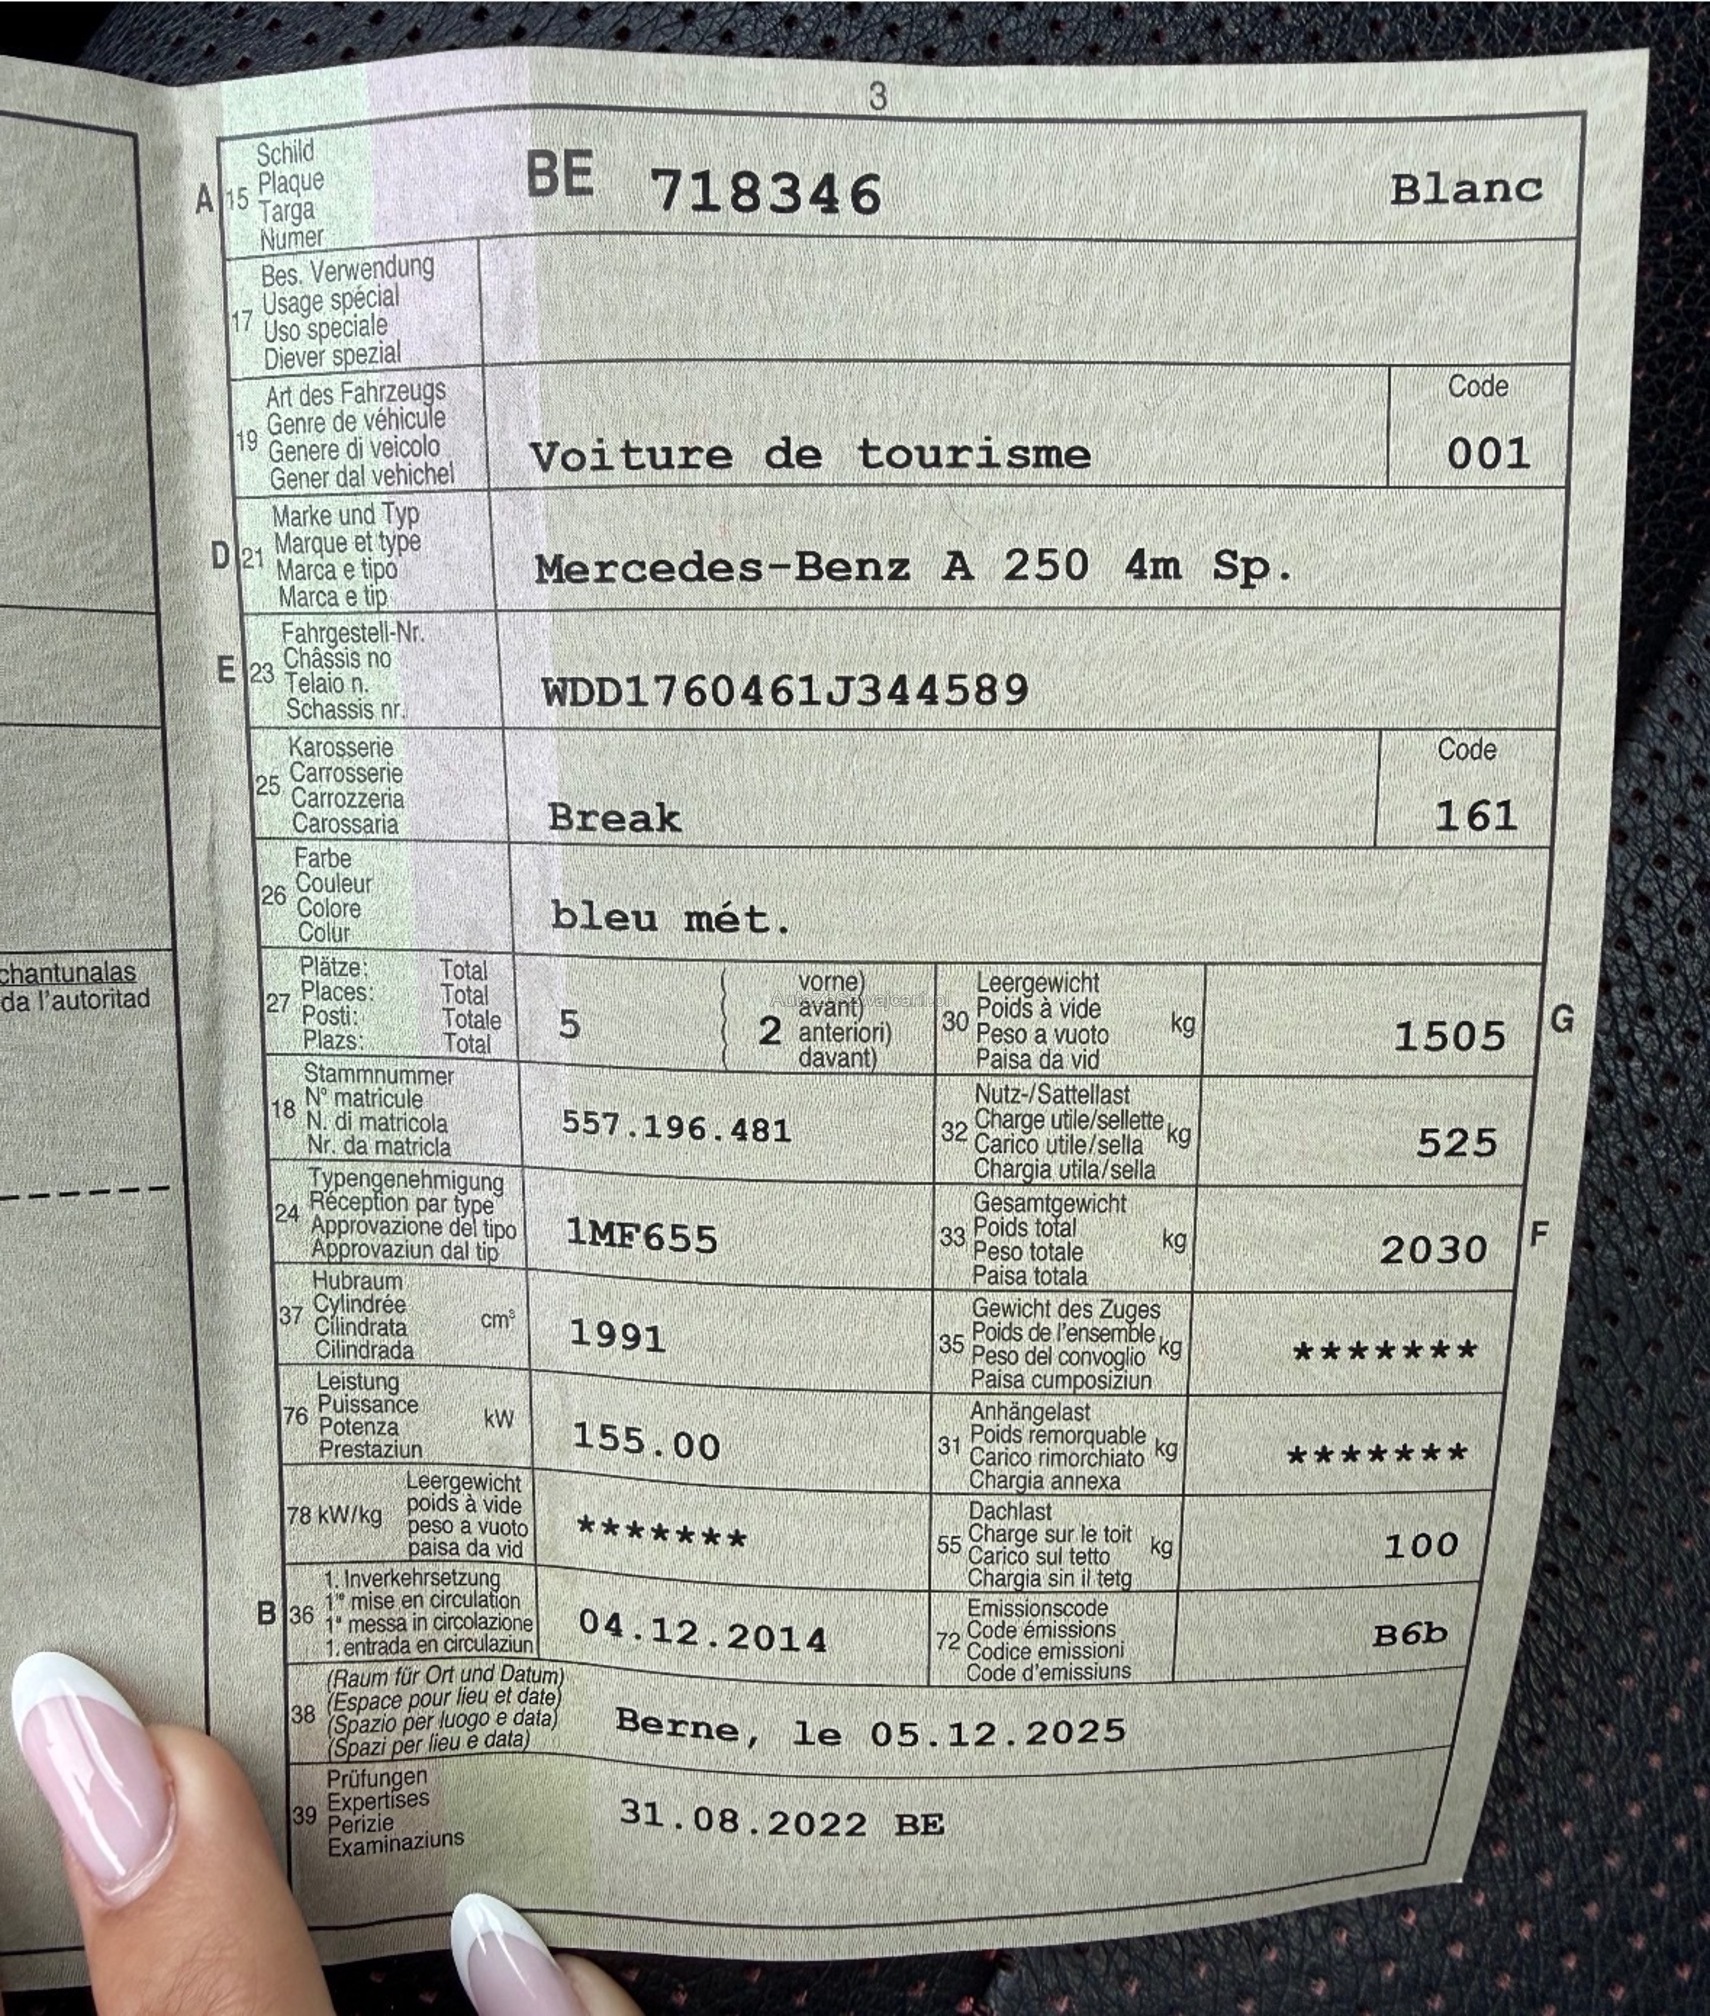 3
A 15 Schild
Plaque
Targa
Numer
BE 718346 Blanc
17 Bes. Verwendung
Usage spécial
Uso speciale
Diever spezial
19 Art des Fahrzeugs
Genre de véhicule
Genere di veicolo
Gener dal vehichel
Voiture de tourisme
Code
001
D 21 Marke und Typ
Marque et type
Marca e tipo
Marca e tip
Mercedes-Benz A 250 4m Sp.
E 23 Fahrgestell-Nr.
Châssis no
Telaio n.
Schassis nr.
WDD1760461J344589
25 Karosserie
Carrosserie
Carrozzeria
Carossaria
Break
Code
161
26 Farbe
Couleur
Colore
Colur
bleu mét.
27 Plätze: Total
Places: Total
Posti: Totale
Plazs: Total
5
2
vorne)
avant)
anteriori)
davant)
30 Leergewicht
Poids à vide
Peso a vuoto
Paisa da vid
kg
1505
G
18 Stammnummer
N° matricule
N. di matricola
Nr. da matricla
557.196.481
32 Nutz-/Sattellast
Charge utile/sellette
Carico utile/sella
Chargia utila/sella
kg
525
24 Typengenehmigung
Réception par type
Approvazione del tipo
Approvaziun dal tip
1MF655
33 Gesamtgewicht
Poids total
Peso totale
Paisa totala
kg
2030
F
37 Hubraum
Cylindrée
Cilindrata
Cilindrada
cm³
1991
35 Gewicht des Zuges
Poids de l'ensemble
Peso del convoglio
Paisa cumposiziun
kg
*******
76 Leistung
Puissance
Potenza
Prestaziun
kW
155.00
31 Anhängelast
Poids remorquable
Carico rimorchiato
Chargia annexa
kg
*******
78 kW/kg
Leergewicht
poids à vide
peso a vuoto
paisa da vid
*******
55 Dachlast
Charge sur le toit
Carico sul tetto
Chargia sin il tetg
kg
100
B 36 1. Inverkehrsetzung
1re mise en circulation
1a messa in circolazione
1. entrada en circulaziun
04.12.2014
72 Emissionscode
Code émissions
Codice emissioni
Code d'emissiuns
B6b
38 (Raum für Ort und Datum)
(Espace pour lieu et date)
(Spazio per luogo e data)
(Spazi per lieu e data)
Berne, le 05.12.2025
39 Prüfungen
Expertises
Perizie
Examinaziuns
31.08.2022 BE
chantunalas
da l'autoritad